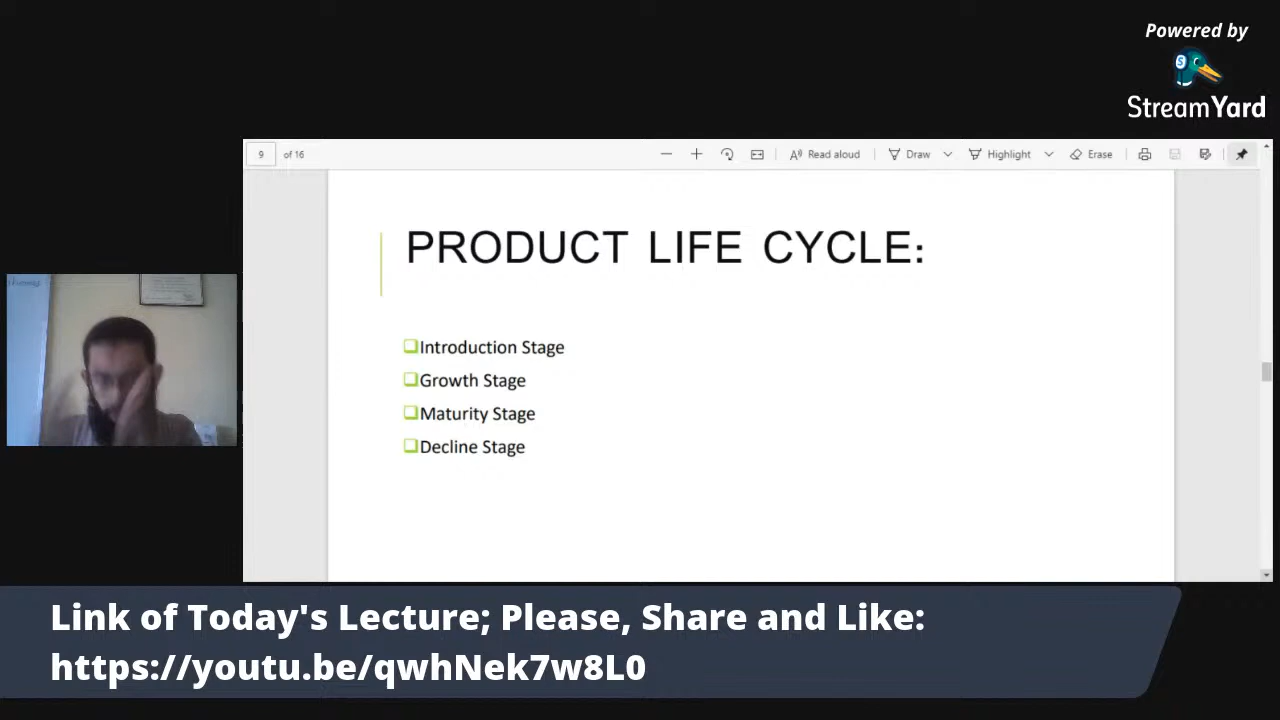 Powered by
StreamYard
9 of 16
Read aloud
Draw
Highlight
Erase
PRODUCT LIFE CYCLE:
Introduction Stage
Growth Stage
Maturity Stage
Decline Stage
Link of Today's Lecture; Please, Share and Like:
https://youtu.be/qwhNek7w8L0